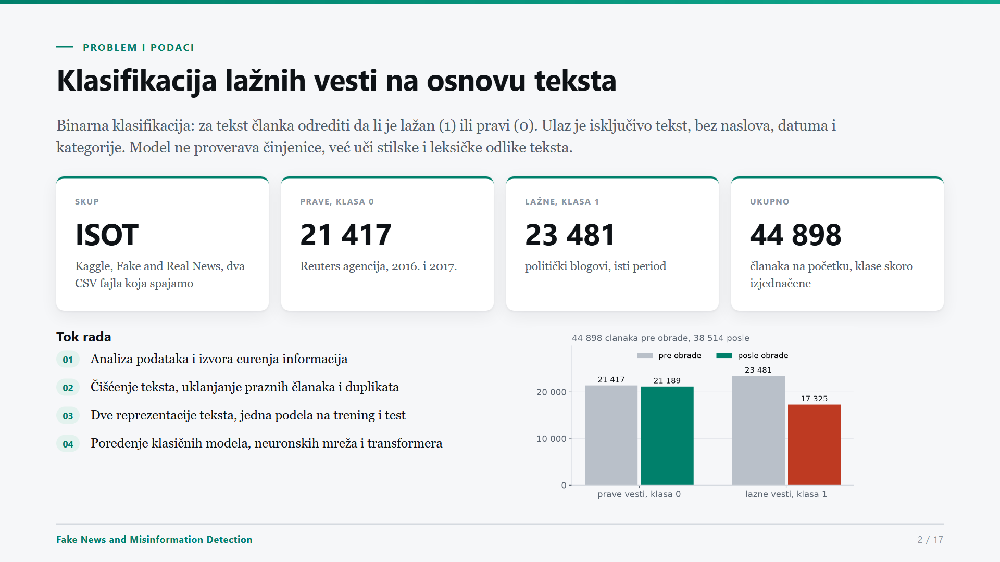 PROBLEM I PODACI
Klasifikacija lažnih vesti na osnovu teksta
Binarna klasifikacija: za tekst članka odrediti da li je lažan (1) ili pravi (0). Ulaz je isključivo tekst, bez naslova, datuma i
kategorije. Model ne proverava činjenice, već uči stilske i leksičke odlike teksta.
SKUP
ISOT
Kaggle, Fake and Real News, dva
CSV fajla koja spajamo
PRAVE, KLASA 0
21 417
Reuters agencija, 2016. i 2017.
LAŽNE, KLASA 1
23 481
politički blogovi, isti period
UKUPNO
44 898
članaka na početku, klase skoro
izjednačene
Tok rada
01 Analiza podataka i izvora curenja informacija
02 Čišćenje teksta, uklanjanje praznih članaka i duplikata
03 Dve reprezentacije teksta, jedna podela na trening i test
04 Poređenje klasičnih modela, neuronskih mreža i transformera
44 898 clanaka pre obrade, 38 514 posle
pre obrade posle obrade
23 481
21 417 21 189
20 000
17 325
10 000
0
prave vesti, klasa 0 lazne vesti, klasa 1
Fake News and Misinformation Detection
2 / 17